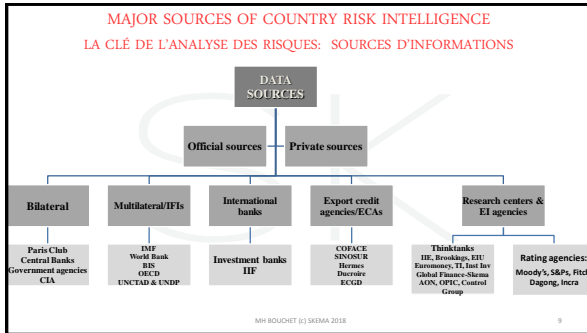 MAJOR SOURCES OF COUNTRY RISK INTELLIGENCE
LA CLÉ DE L'ANALYSE DES RISQUES: SOURCES D'INFORMATIONS
DATA
SOURCES
Official sources
Private sources
Bilateral
Multilateral/IFIs
International
banks
Export credit
agencies/ECAs
Research centers &
EI agencies
Paris Club
Central Banks
Government agencies
CIA
IMF
World Bank
BIS
OECD
UNCTAD & UNDP
Investment banks
IIF
COFACE
SINOSUR
Hermes
Ducroire
ECGD
Thinktanks
IIE, Brookings, EIU
Euromoney, TI, Inst Inv
Global Finance-Skema
AON, OPIC, Control
Group
Rating agencies:
Moody's, S&Ps, Fitch
Dagong, Incra
MH BOUCHET (c) SKEMA 2018
9